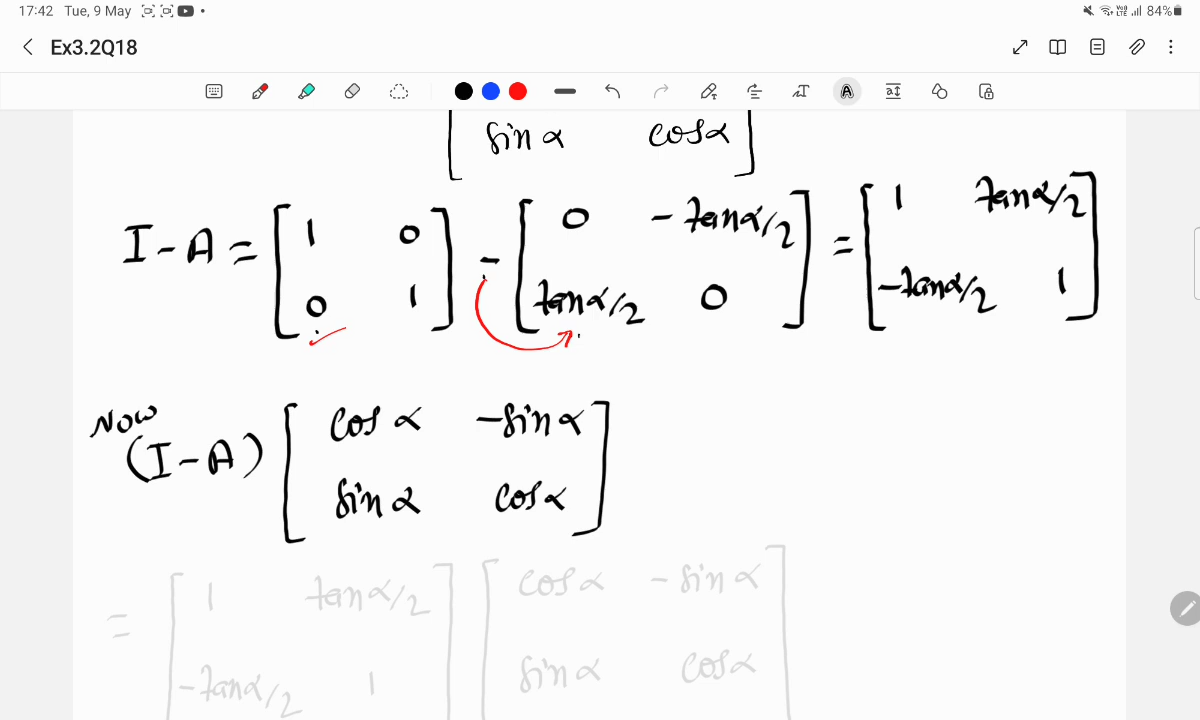 17:42 Tue, 9 May 84%
Ex3.2Q18
sin α cos α
I - A = [ 1 0 ] - [ 0 - tan α/2 ] = [ 1 tan α/2 ]
[ 0 1 ] [ tan α/2 0 ] [ - tan α/2 1 ]
Now
(I - A) [ cos α - sin α ]
[ sin α cos α ]
= [ 1 tan α/2 ] [ cos α - sin α ]
[ - tan α/2 1 ] [ sin α cos α ]